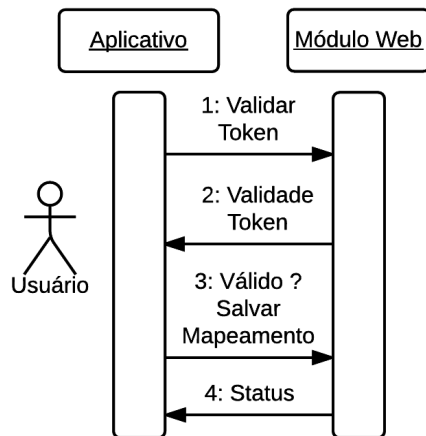 Aplicativo
Módulo Web
1: Validar
Token
2: Validade
Token
Usuário
3: Válido ?
Salvar
Mapeamento
4: Status